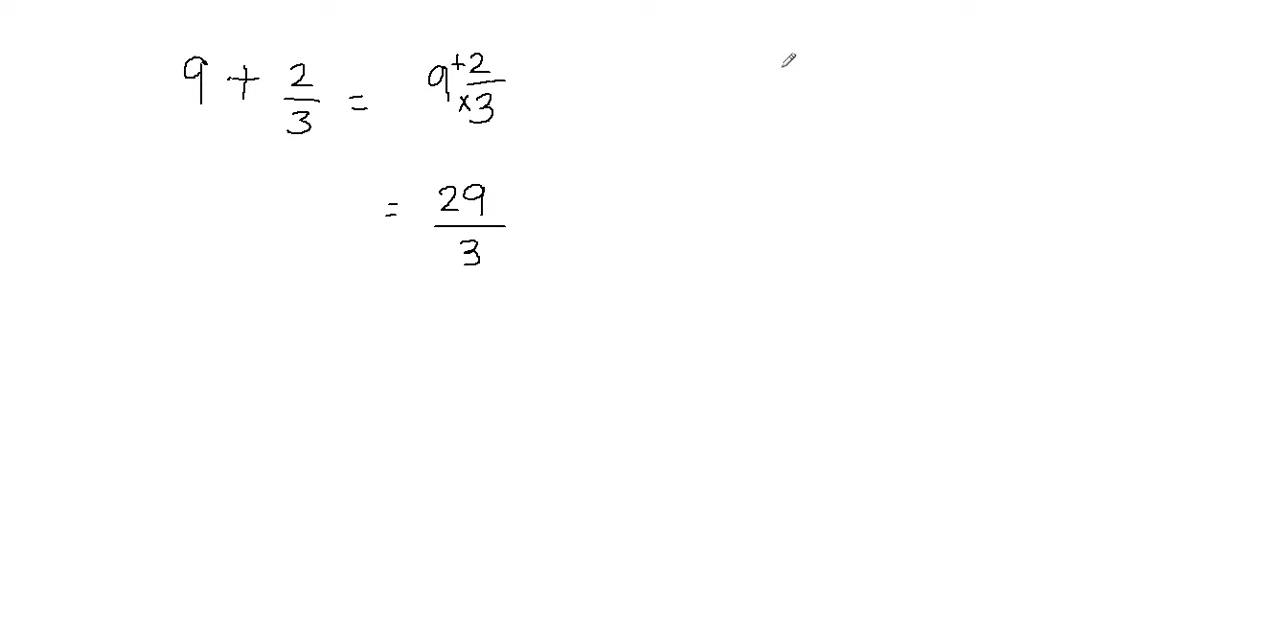 9 + 2/3 = 9 + 2/× 3
= 29/3